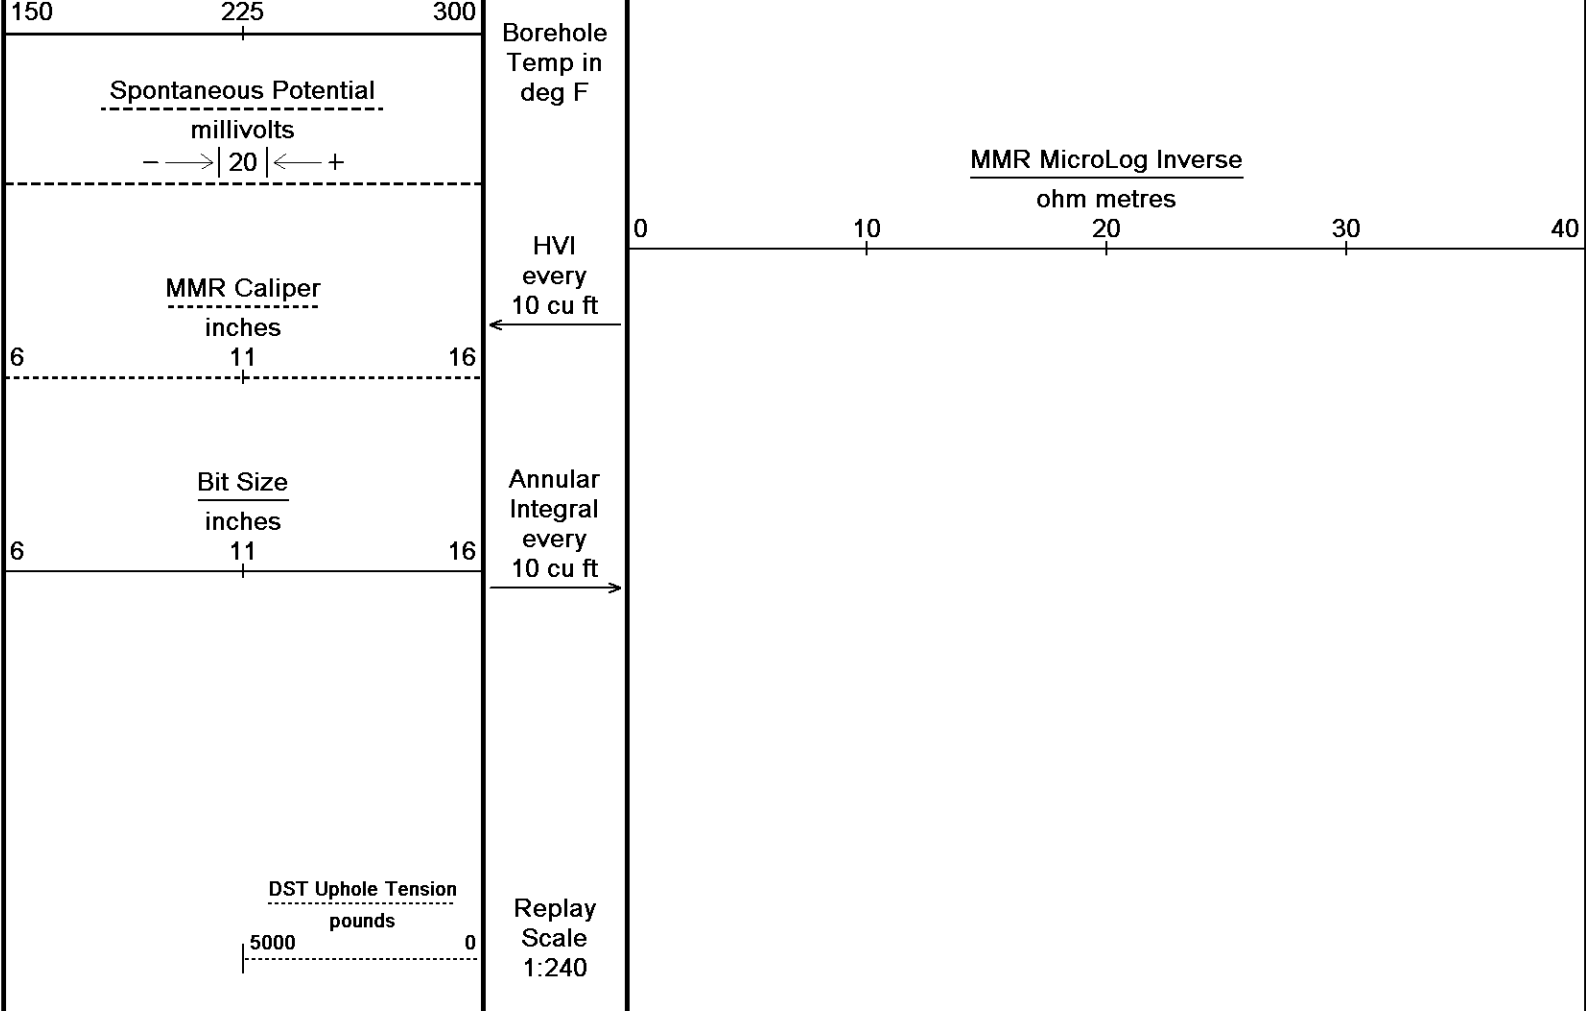 150 225 300
Spontaneous Potential
millivolts
− 20 +
MMR Caliper
inches
6 11 16
Bit Size
inches
6 11 16
DST Uphole Tension
pounds
5000 0
Borehole
Temp in
deg F
HVI
every
10 cu ft
Annular
Integral
every
10 cu ft
Replay
Scale
1:240
MMR MicroLog Inverse
ohm metres
0 10 20 30 40